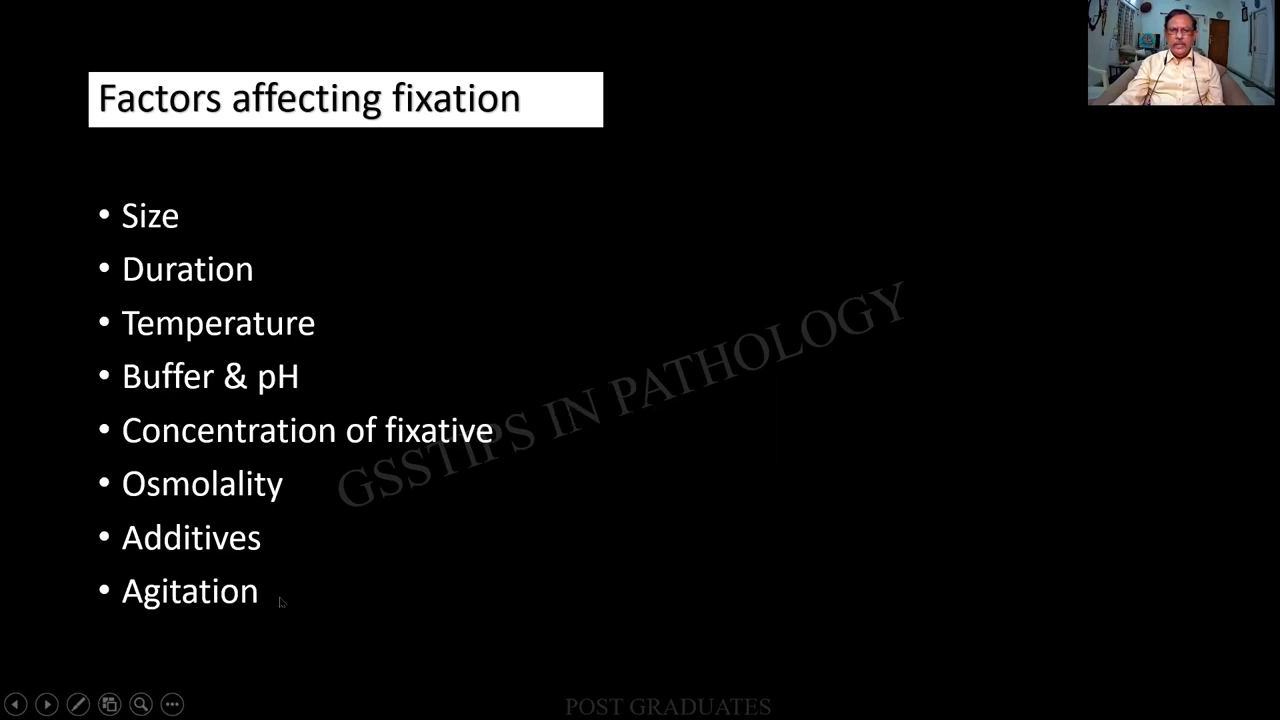 Factors affecting fixation
• Size
• Duration
• Temperature
• Buffer & pH
• Concentration of fixative
• Osmolality
• Additives
• Agitation
GSSTIPS IN PATHOLOGY
POST GRADUATES